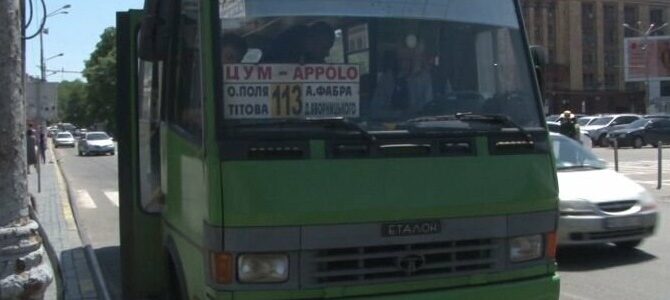 ЦУМ - APPOLO
О.ПОЛЯ 113 А.ФАБРА
ТІТОВА Д.ЯВОРНИЦЬКОГО
ЕТАЛОН